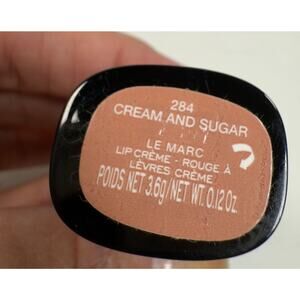 284
CREAM AND SUGAR
LE MARC
LIP CRÈME - ROUGE À
LÈVRES CRÈME
POIDS NET 3.6g/NET WT. 0.12 Oz.